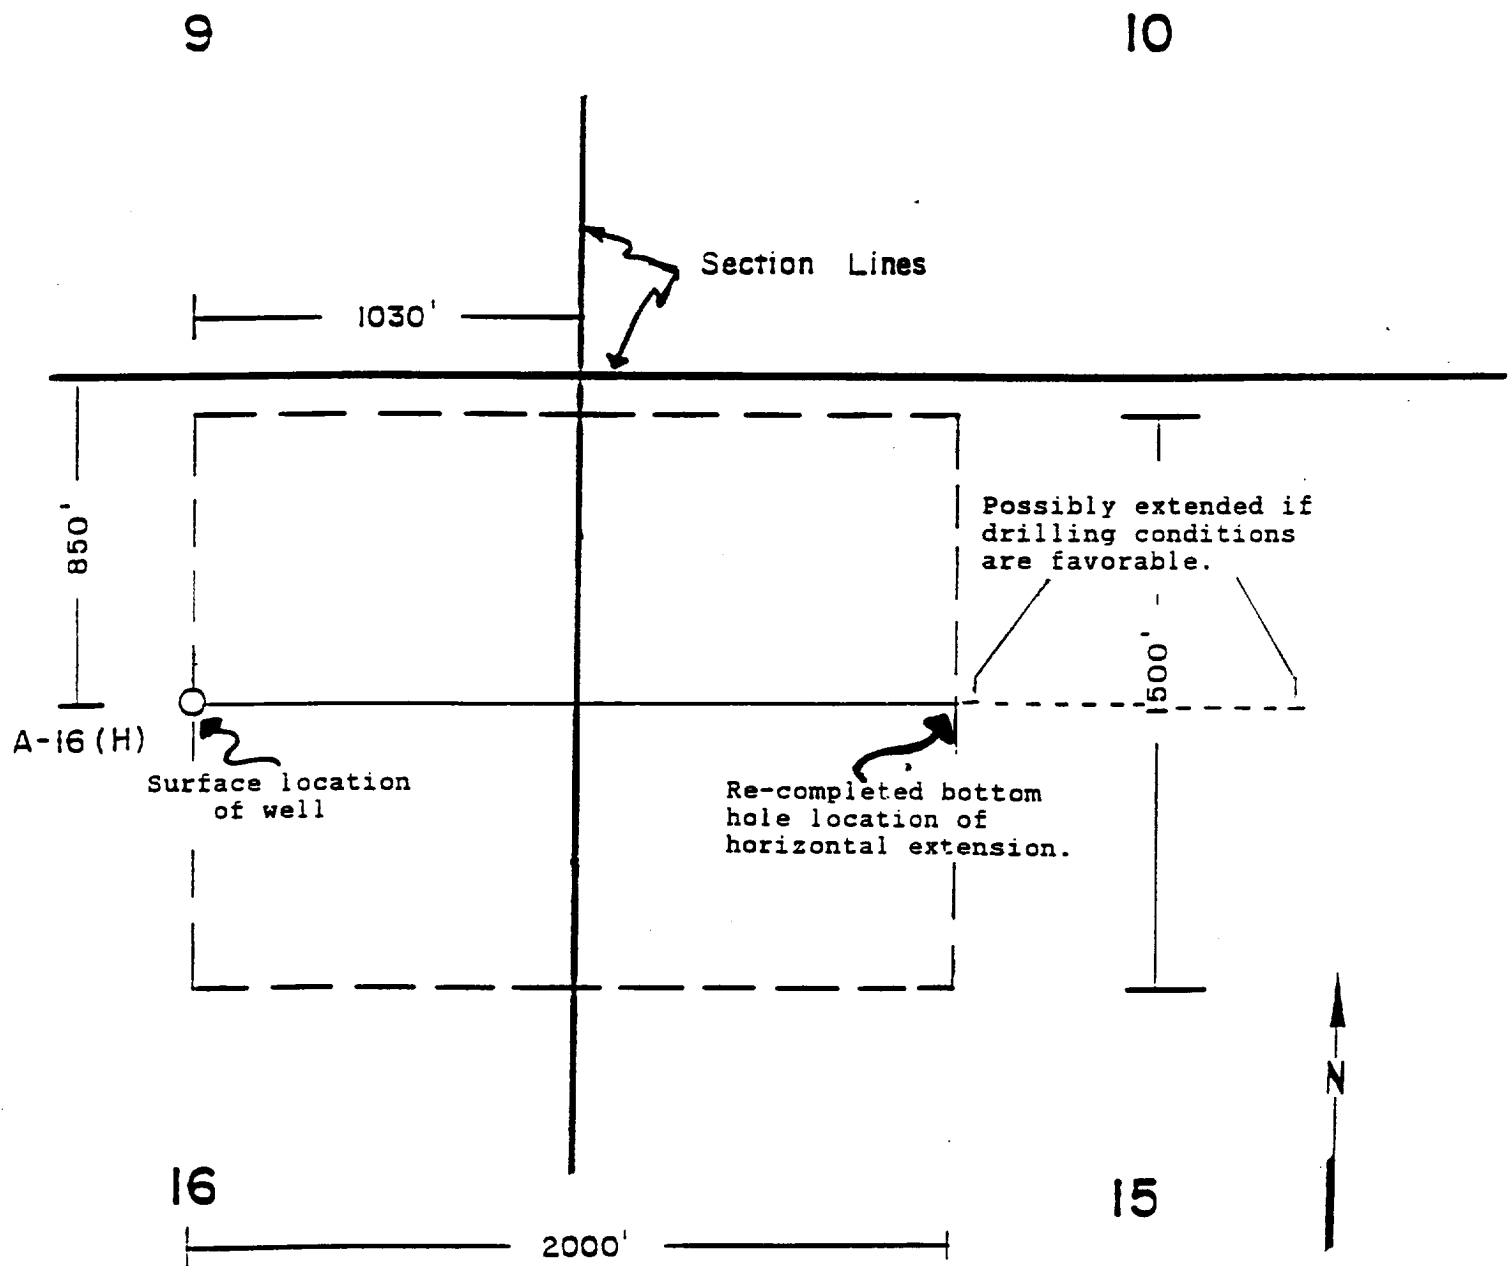 9
10
Section Lines
1030'
850'
Possibly extended if
drilling conditions
are favorable.
1500'
A-16 (H)
Surface location
of well
Re-completed bottom
hole location of
horizontal extension.
N
16
15
2000'